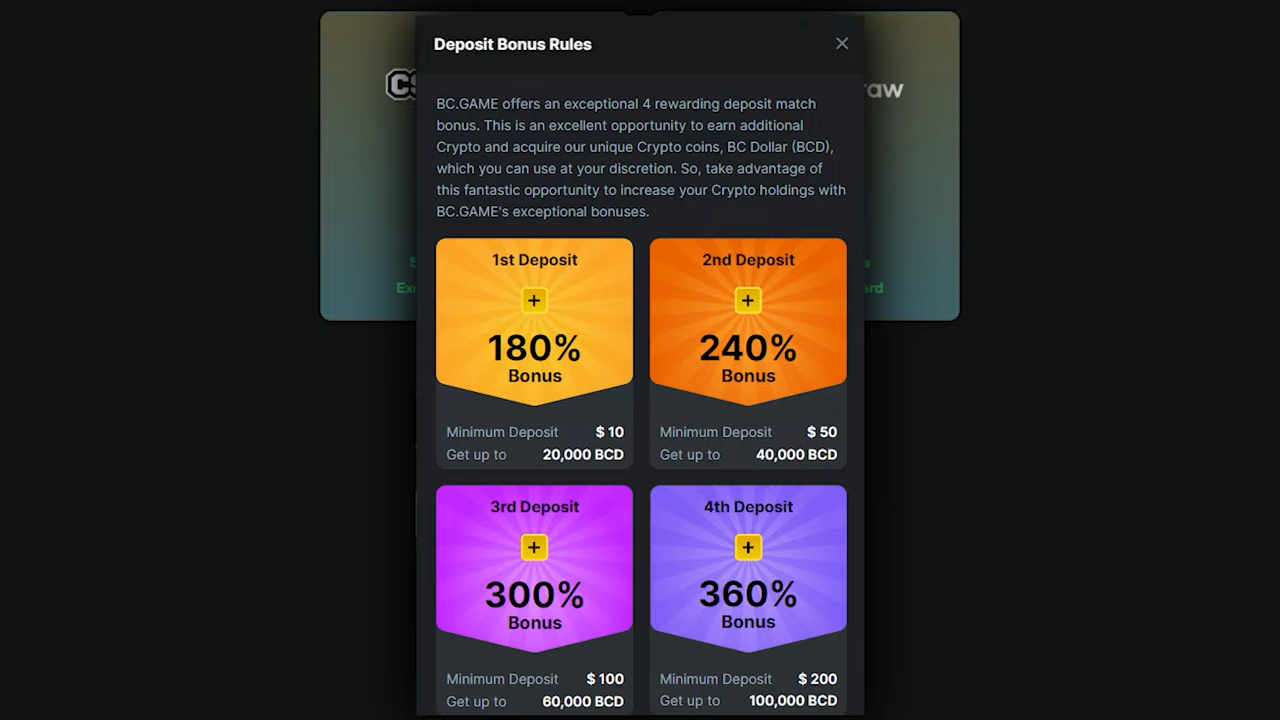 Deposit Bonus Rules
BC.GAME offers an exceptional 4 rewarding deposit match
bonus. This is an excellent opportunity to earn additional
Crypto and acquire our unique Crypto coins, BC Dollar (BCD),
which you can use at your discretion. So, take advantage of
this fantastic opportunity to increase your Crypto holdings with
BC.GAME's exceptional bonuses.
1st Deposit
+
180%
Bonus
Minimum Deposit $ 10
Get up to 20,000 BCD
2nd Deposit
+
240%
Bonus
Minimum Deposit $ 50
Get up to 40,000 BCD
3rd Deposit
+
300%
Bonus
Minimum Deposit $ 100
Get up to 60,000 BCD
4th Deposit
+
360%
Bonus
Minimum Deposit $ 200
Get up to 100,000 BCD